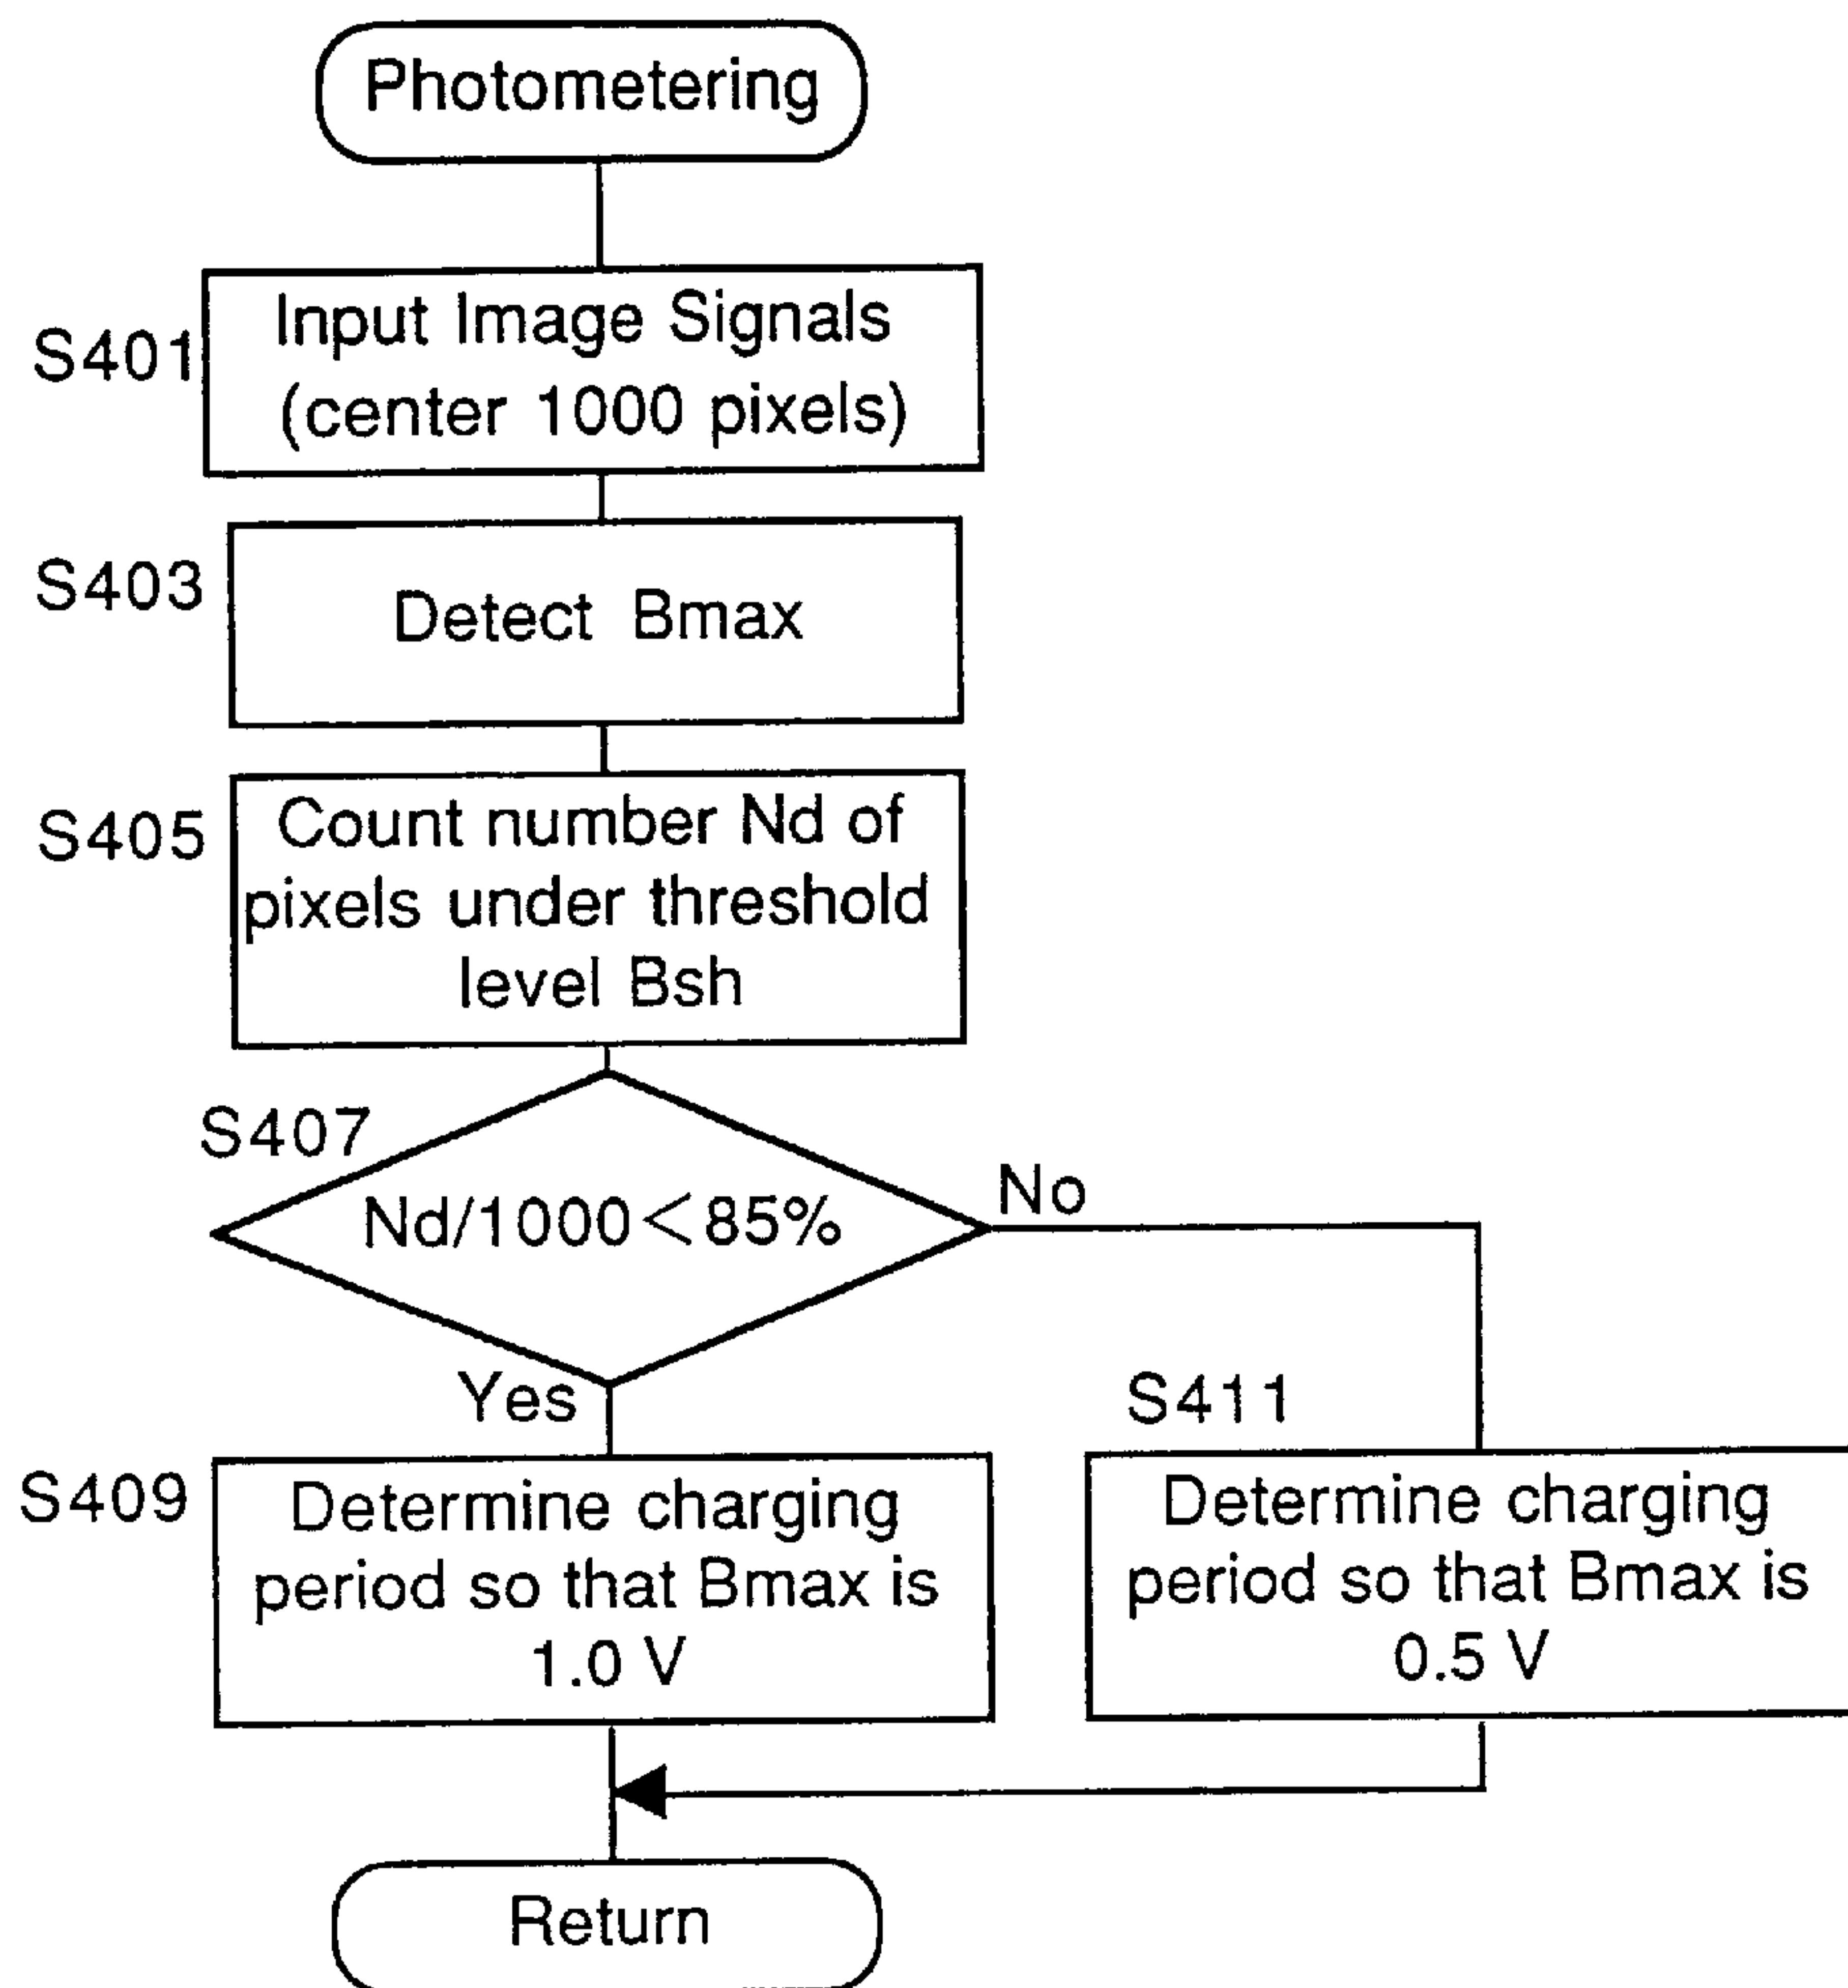 Photometering
S401
Input Image Signals
(center 1000 pixels)
S403
Detect Bmax
S405
Count number Nd of
pixels under threshold
level Bsh
S407
Nd/1000<85%
No
Yes
S409
Determine charging
period so that Bmax is
1.0 V
S411
Determine charging
period so that Bmax is
0.5 V
Return